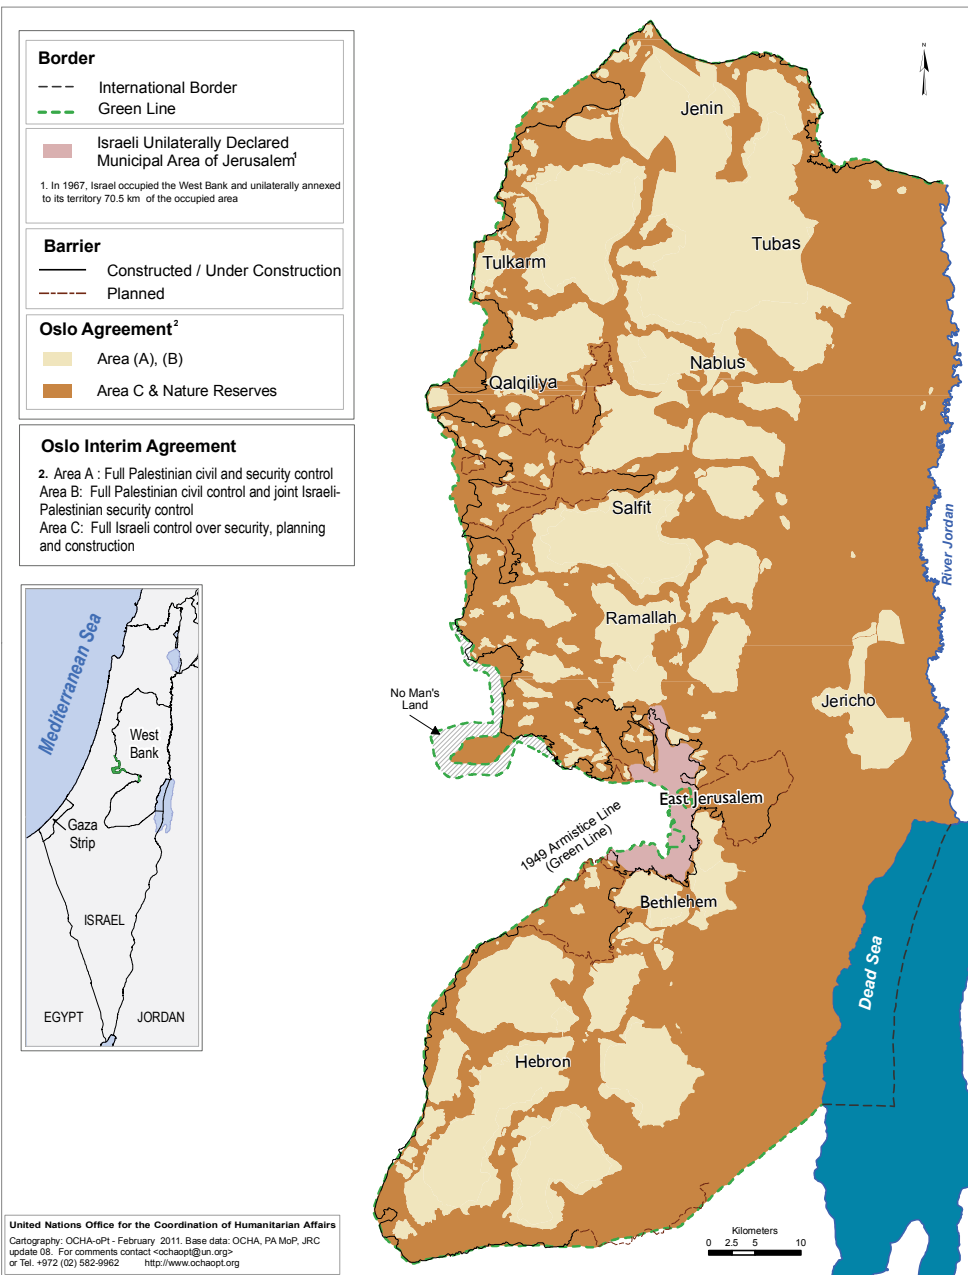 Border
International Border
Green Line
Israeli Unilaterally Declared
Municipal Area of Jerusalem1
1. In 1967, Israel occupied the West Bank and unilaterally annexed
to its territory 70.5 km of the occupied area
Barrier
Constructed / Under Construction
Planned
Oslo Agreement2
Area (A), (B)
Area C & Nature Reserves
Oslo Interim Agreement
2. Area A : Full Palestinian civil and security control
Area B: Full Palestinian civil control and joint Israeli-
Palestinian security control
Area C: Full Israeli control over security, planning
and construction
Mediterranean Sea
West
Bank
Gaza
Strip
ISRAEL
EGYPT
JORDAN
N
Jenin
Tubas
Tulkarm
Nablus
Qalqiliya
Salfit
River Jordan
Ramallah
No Man's
Land
Jericho
East Jerusalem
1949 Armistice Line
(Green Line)
Bethlehem
Dead Sea
Hebron
Kilometers
0 2.5 5 10
United Nations Office for the Coordination of Humanitarian Affairs
Cartography: OCHA-oPt - February 2011. Base data: OCHA, PA MoP, JRC
update 08. For comments contact <ochaopt@un.org>
or Tel. +972 (02) 582-9962 http://www.ochaopt.org